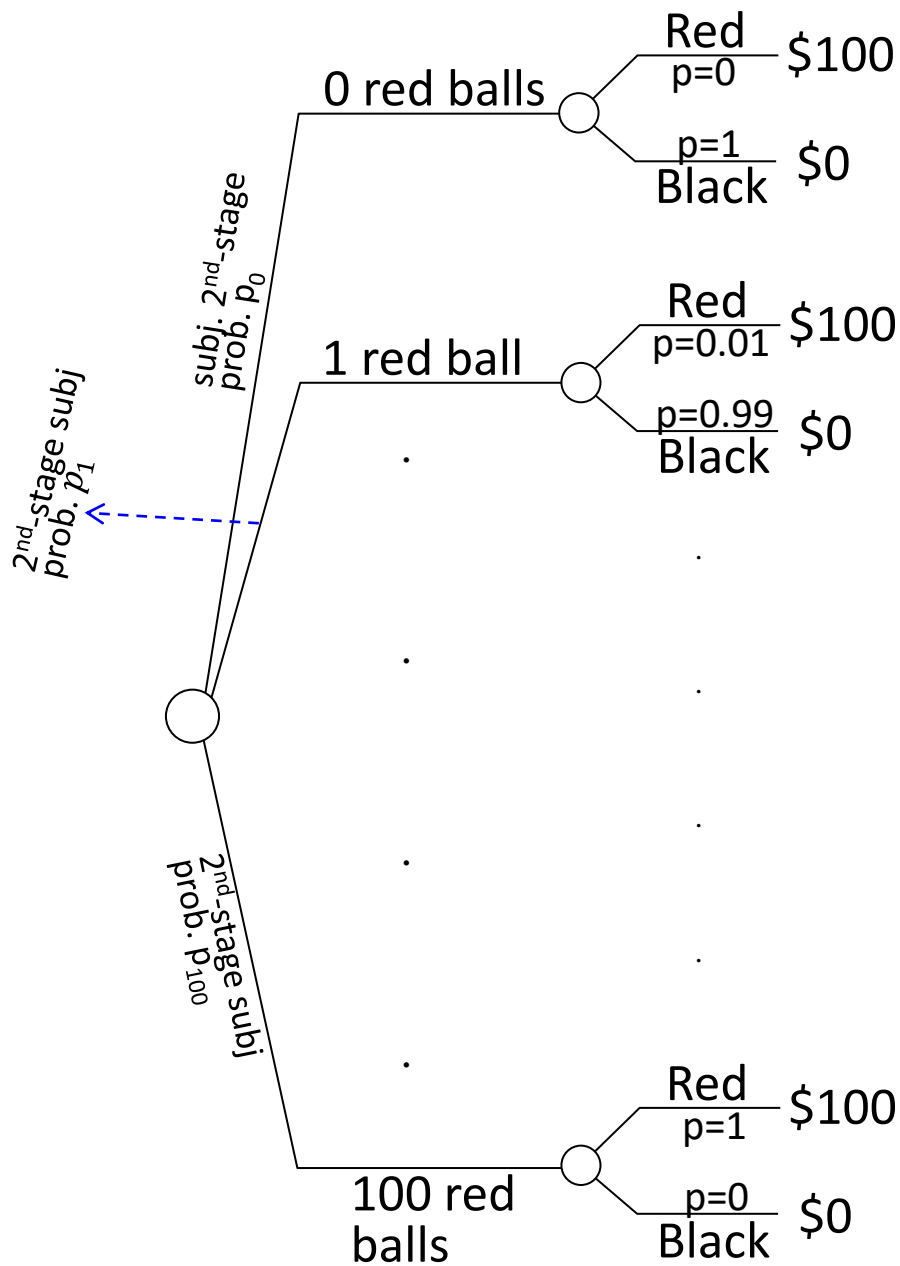 Red
$100
p=0
0 red balls
p=1
$0
Black
subj. 2nd-stage
prob. p0
Red
$100
p=0.01
1 red ball
p=0.99
$0
Black
2nd-stage subj
prob. p1
2nd-stage subj
prob. p100
Red
$100
p=1
100 red
balls
p=0
$0
Black